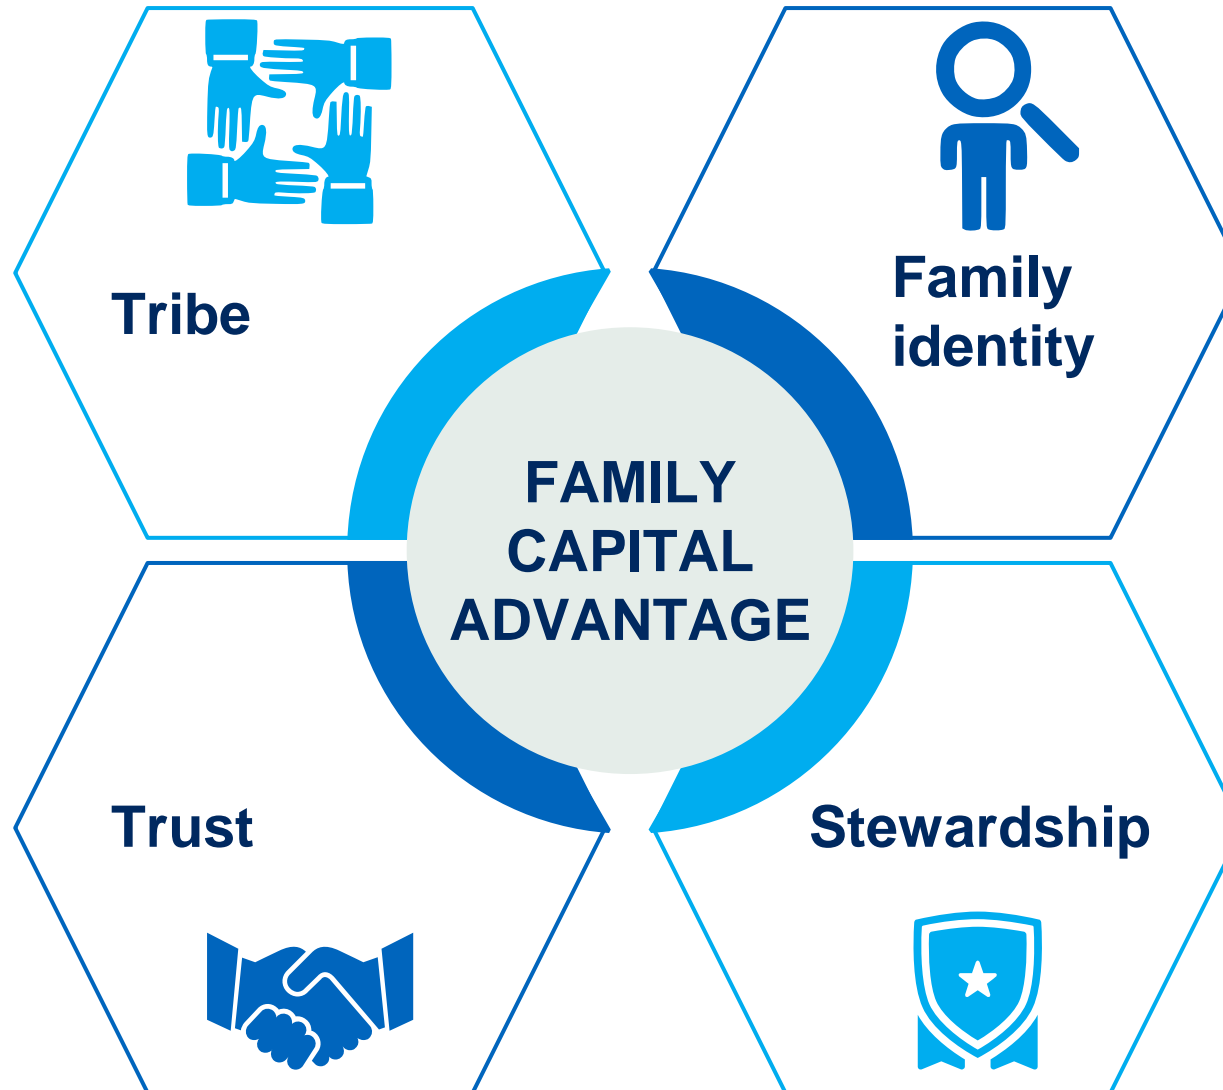 Tribe
Family
identity
FAMILY
CAPITAL
ADVANTAGE
Trust
Stewardship